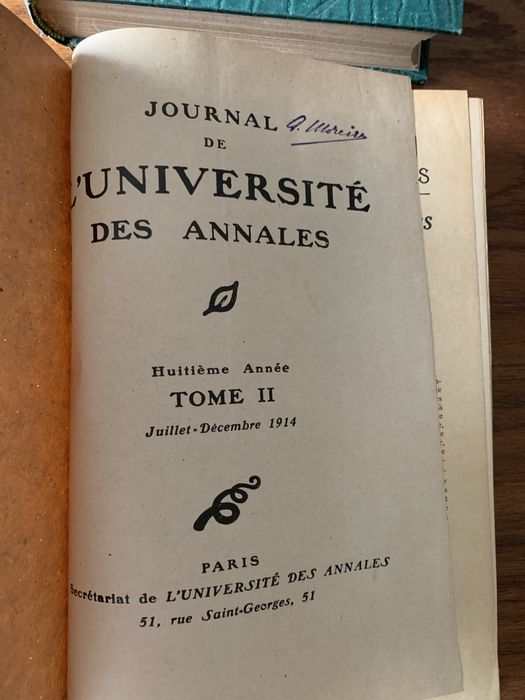 JOURNAL
DE
L'UNIVERSITÉ
DES ANNALES
Huitième Année
TOME II
Juillet-Décembre 1914
PARIS
Secrétariat de L'UNIVERSITÉ DES ANNALES
51, rue Saint-Georges, 51